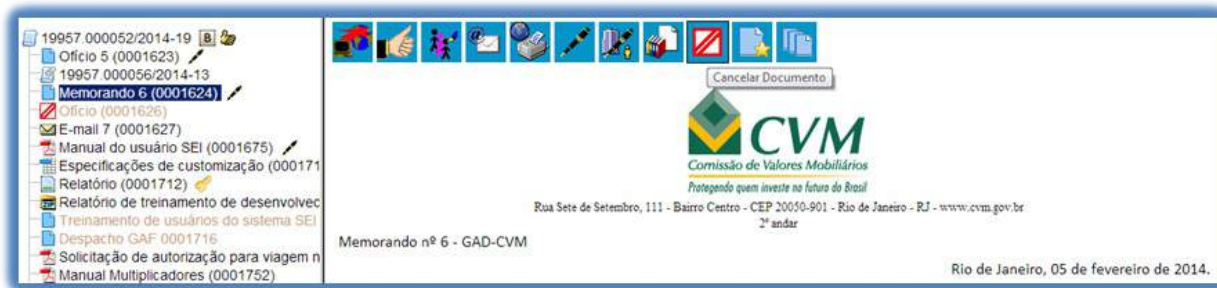 19957.000052/2014-19 B
Ofício 5 (0001623)
19957.000056/2014-13
Memorando 6 (0001624)
Ofício (0001626)
E-mail 7 (0001627)
Manual do usuário SEI (0001675)
Especificações de customização (000171
Relatório (0001712)
Relatório de treinamento de desenvolvec
Treinamento de usuários do sistema SEI
Despacho GAF 0001716
Solicitação de autorização para viagem n
Manual Multiplicadores (0001752)
Cancelar Documento
CVM
Comissão de Valores Mobiliários
Protegendo quem investe no futuro do Brasil
Rua Sete de Setembro, 111 - Bairro Centro - CEP 20050-901 - Rio de Janeiro - RJ - www.cvm.gov.br
2º andar
Memorando nº 6 - GAD-CVM
Rio de Janeiro, 05 de fevereiro de 2014.